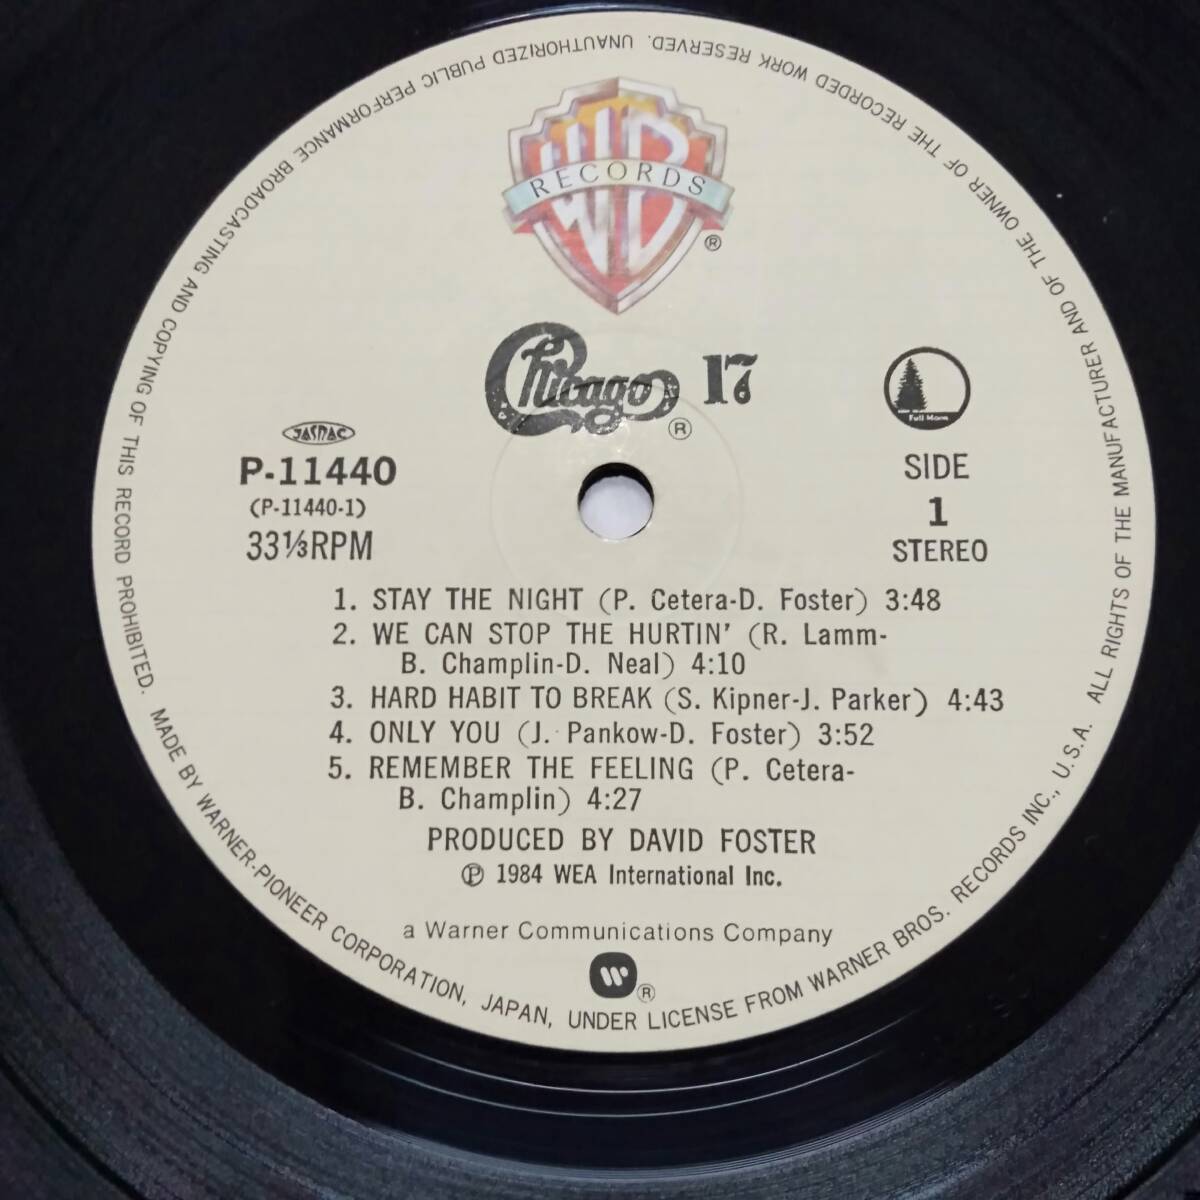 WB
RECORDS
®
Chicago 17
®
Full Moon
JASRAC
P-11440
(P-11440-1)
33⅓RPM
SIDE
1
STEREO
1. STAY THE NIGHT (P. Cetera-D. Foster) 3:48
2. WE CAN STOP THE HURTIN' (R. Lamm-
B. Champlin-D. Neal) 4:10
3. HARD HABIT TO BREAK (S. Kipner-J. Parker) 4:43
4. ONLY YOU (J. Pankow-D. Foster) 3:52
5. REMEMBER THE FEELING (P. Cetera-
B. Champlin) 4:27
PRODUCED BY DAVID FOSTER
℗ 1984 WEA International Inc.
a Warner Communications Company
®
MADE BY WARNER-PIONEER CORPORATION, JAPAN, UNDER LICENSE FROM WARNER BROS. RECORDS INC., U.S.A. ALL RIGHTS OF THE MANUFACTURER AND OF THE OWNER OF THE RECORDED WORK RESERVED. UNAUTHORIZED PUBLIC PERFORMANCE BROADCASTING AND COPYING OF THIS RECORD PROHIBITED.